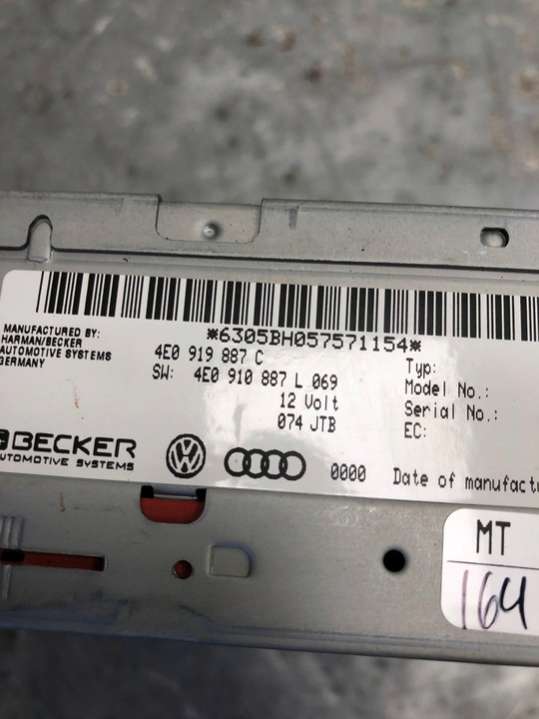 *6305BH057571154*
MANUFACTURED BY:
HARMAN/BECKER
AUTOMOTIVE SYSTEMS
GERMANY
4E0 919 887 C
SW: 4E0 910 887 L 069
12 Volt
074 JTB
Typ:
Model No.:
Serial No.:
EC:
BECKER
AUTOMOTIVE SYSTEMS
0000
Date of manufactu
MT
164